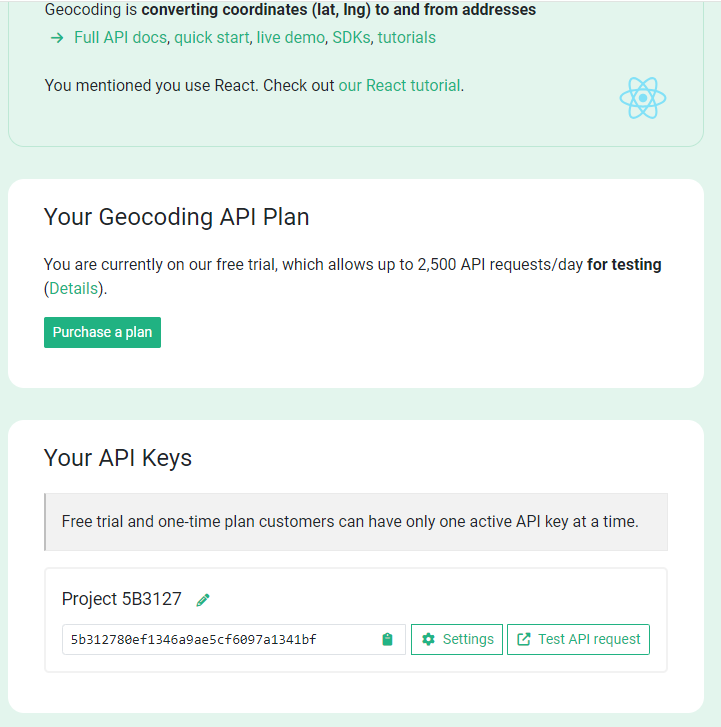 Geocoding is converting coordinates (lat, lng) to and from addresses
→ Full API docs, quick start, live demo, SDKs, tutorials
You mentioned you use React. Check out our React tutorial.
Your Geocoding API Plan
You are currently on our free trial, which allows up to 2,500 API requests/day for testing
(Details).
Purchase a plan
Your API Keys
Free trial and one-time plan customers can have only one active API key at a time.
Project 5B3127
5b312780ef1346a9ae5cf6097a1341bf
Settings
Test API request